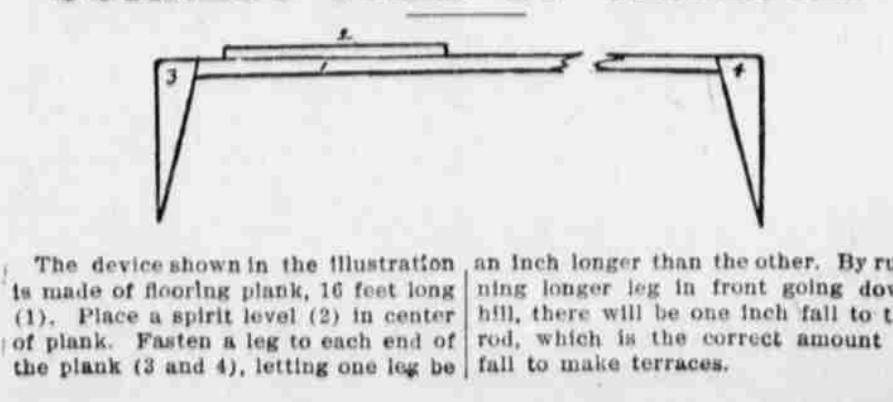 2
3
1
4
The device shown in the illustration
is made of flooring plank, 16 feet long
(1). Place a spirit level (2) in center
of plank. Fasten a leg to each end of
the plank (3 and 4), letting one leg be
an inch longer than the other. By ru
ning longer leg in front going dow
hill, there will be one inch fall to t
rod, which is the correct amount
fall to make terraces.